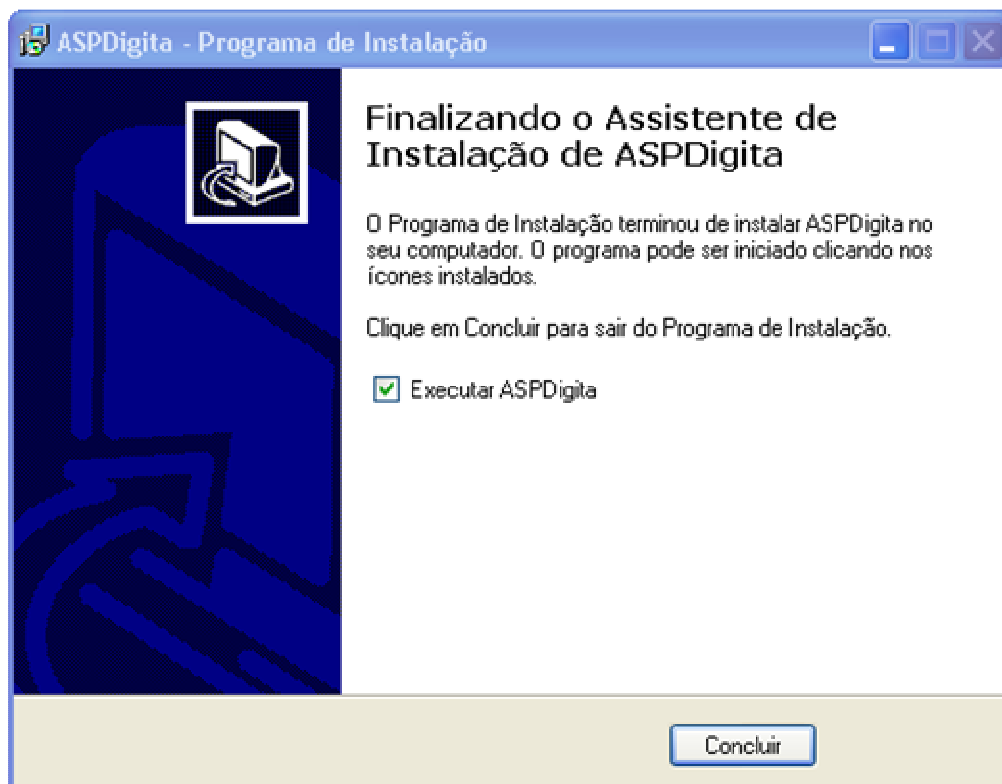 ASPDigita - Programa de Instalação
Finalizando o Assistente de
Instalação de ASPDigita
O Programa de Instalação terminou de instalar ASPDigita no
seu computador. O programa pode ser iniciado clicando nos
ícones instalados.
Clique em Concluir para sair do Programa de Instalação.
Executar ASPDigita
Concluir